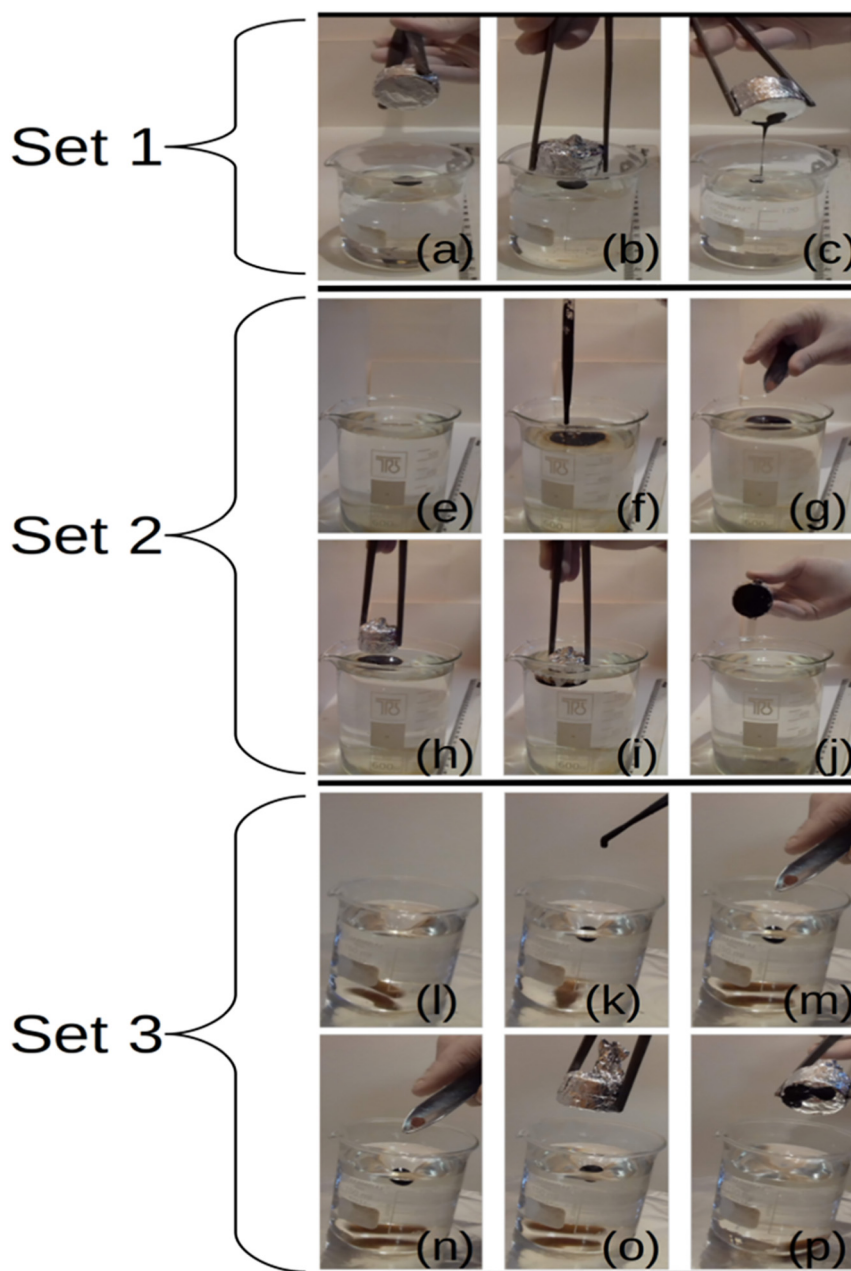 Set 1
(a) (b) (c)
Set 2
(e) (f) (g)
(h) (i) (j)
Set 3
(l) (k) (m)
(n) (o) (p)